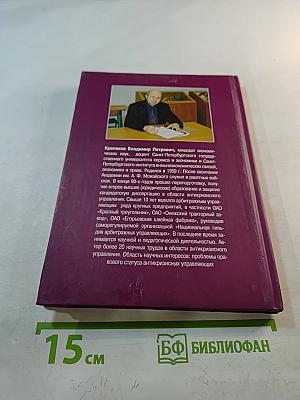 Кротиков Владимир Петрович, кандидат экономи-
ческих наук, доцент Санкт-Петербургского государ-
ственного университета сервиса и экономики и Санкт-
Петербургского института внешнеэкономических связей,
экономики и права. Родился в 1959 г. После окончания
Академии им. А. Ф. Можайского служил в ракетных вой-
сках. В конце 90-х годов прошел переподготовку, полу-
чил второе высшее (юридическое) образование и защитил
кандидатскую диссертацию в области антикризисного
управления. Свыше 10 лет являлся арбитражным управ-
ляющим ряда крупных предприятий, в частности ОАО
«Красный треугольник», ОАО «Онежский тракторный за-
вод», ОАО «Егорьевская швейная фабрика», руководил
саморегулируемой организацией «Национальная гиль-
дия арбитражных управляющих». В последнее время за-
нимается научной и педагогической деятельностью. Ав-
тор более 20 научных трудов в области антикризисного
управления. Область научных интересов: проблемы пра-
вового статуса антикризисных управляющих
15 см
БФ БИБЛИОФАН